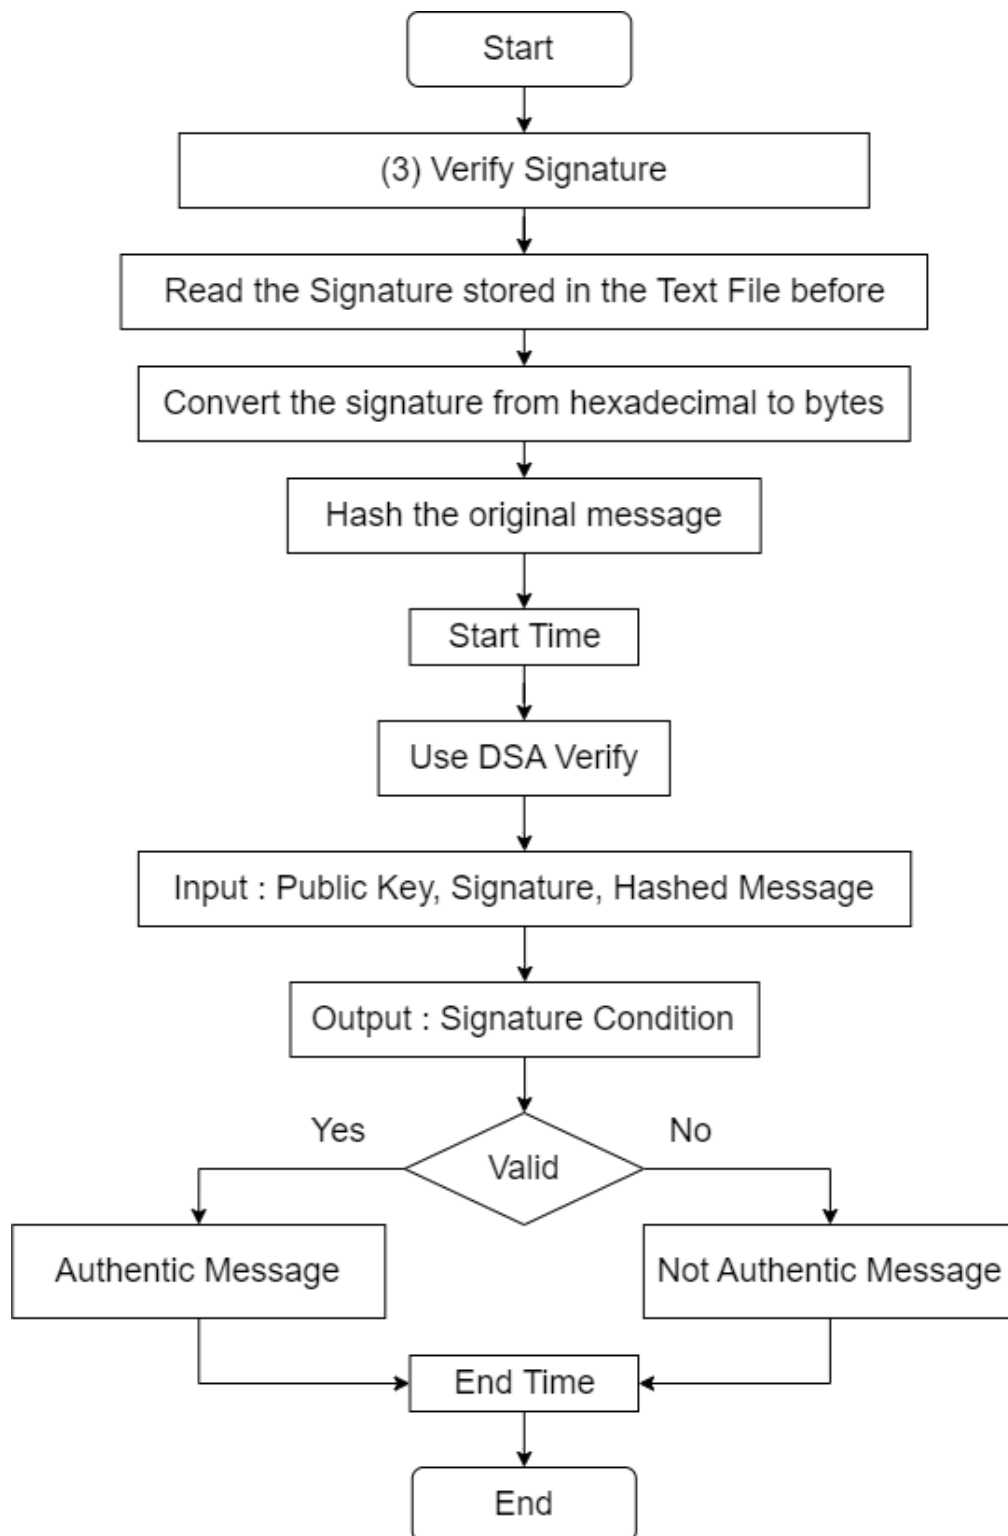 Start
(3) Verify Signature
Read the Signature stored in the Text File before
Convert the signature from hexadecimal to bytes
Hash the original message
Start Time
Use DSA Verify
Input : Public Key, Signature, Hashed Message
Output : Signature Condition
Yes
No
Valid
Authentic Message
Not Authentic Message
End Time
End